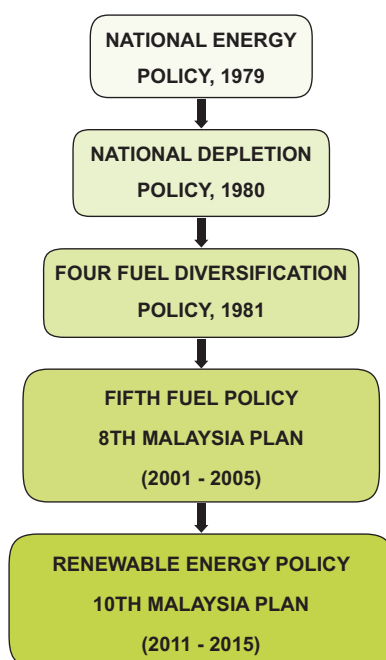 NATIONAL ENERGY
POLICY, 1979
NATIONAL DEPLETION
POLICY, 1980
FOUR FUEL DIVERSIFICATION
POLICY, 1981
FIFTH FUEL POLICY
8TH MALAYSIA PLAN
(2001 - 2005)
RENEWABLE ENERGY POLICY
10TH MALAYSIA PLAN
(2011 - 2015)